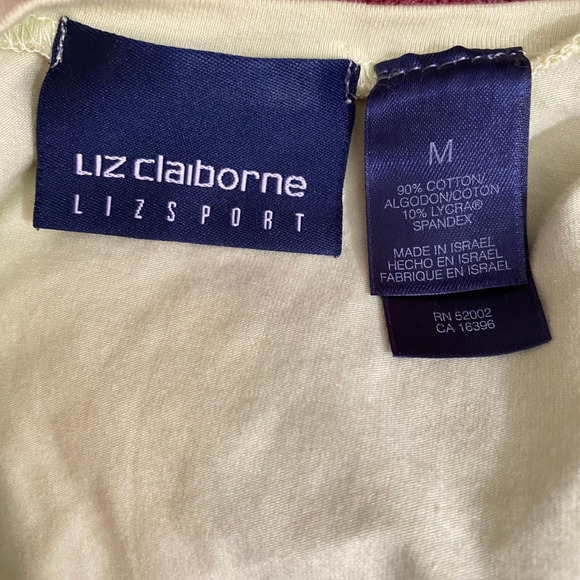 LIZ claiborne
LIZSPORT
M
90% COTTON/
ALGODON/COTON
10% LYCRA®
SPANDEX
MADE IN ISRAEL
HECHO EN ISRAEL
FABRIQUE EN ISRAEL
RN 52002
CA 16396